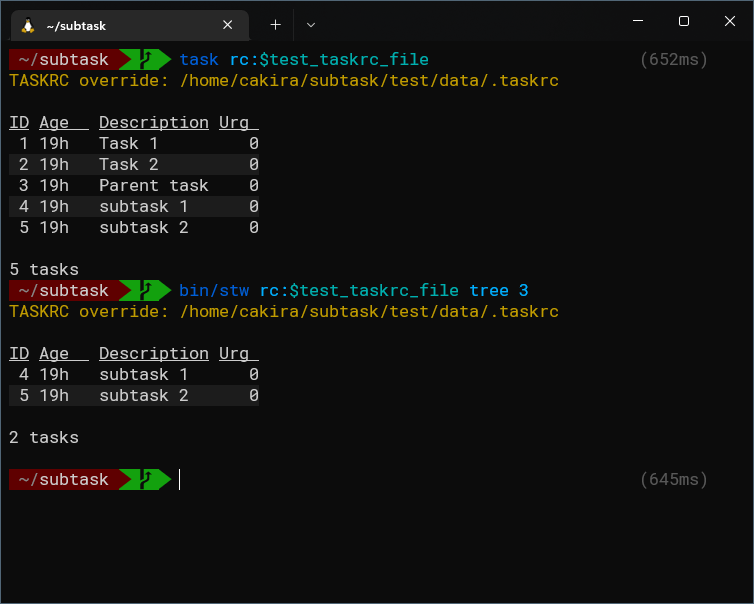 ~/subtask
~/subtask task rc:$test_taskrc_file (652ms)
TASKRC override: /home/cakira/subtask/test/data/.taskrc
ID Age Description Urg
1 19h Task 1 0
2 19h Task 2 0
3 19h Parent task 0
4 19h subtask 1 0
5 19h subtask 2 0
5 tasks
~/subtask bin/stw rc:$test_taskrc_file tree 3
TASKRC override: /home/cakira/subtask/test/data/.taskrc
ID Age Description Urg
4 19h subtask 1 0
5 19h subtask 2 0
2 tasks
~/subtask (645ms)